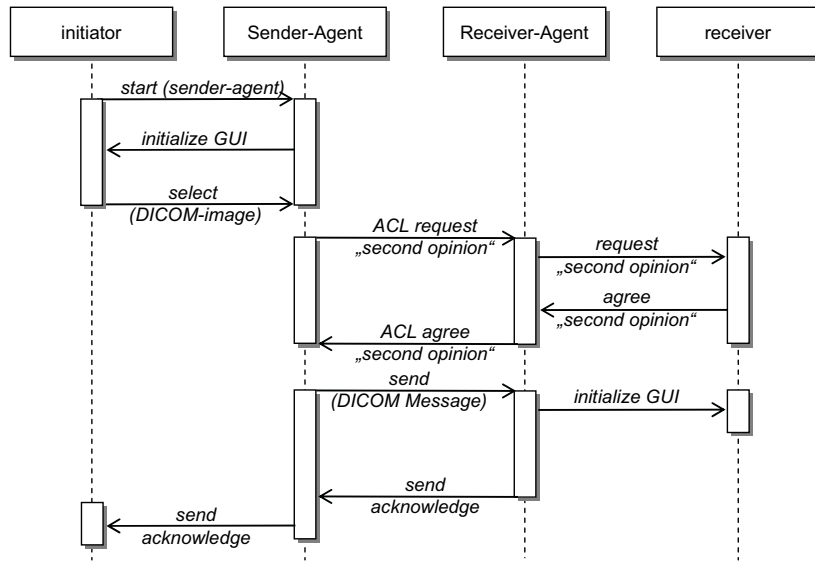 initiator
Sender-Agent
Receiver-Agent
receiver
start (sender-agent)
initialize GUI
select
(DICOM-image)
ACL request
„second opinion“
request
„second opinion“
agree
„second opinion“
ACL agree
„second opinion“
send
(DICOM Message)
initialize GUI
send
acknowledge
send
acknowledge